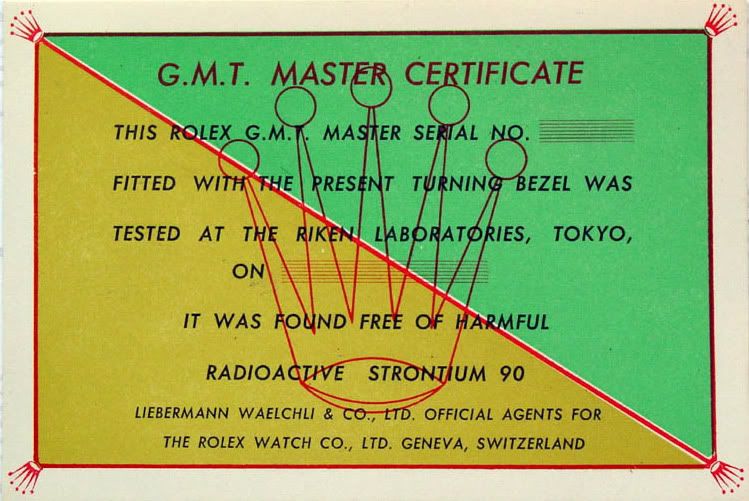 G.M.T. MASTER CERTIFICATE
THIS ROLEX G.M.T. MASTER SERIAL NO.
FITTED WITH THE PRESENT TURNING BEZEL WAS
TESTED AT THE RIKEN LABORATORIES, TOKYO,
ON
IT WAS FOUND FREE OF HARMFUL
RADIOACTIVE STRONTIUM 90
LIEBERMANN WAELCHLI & CO., LTD. OFFICIAL AGENTS FOR
THE ROLEX WATCH CO., LTD. GENEVA, SWITZERLAND